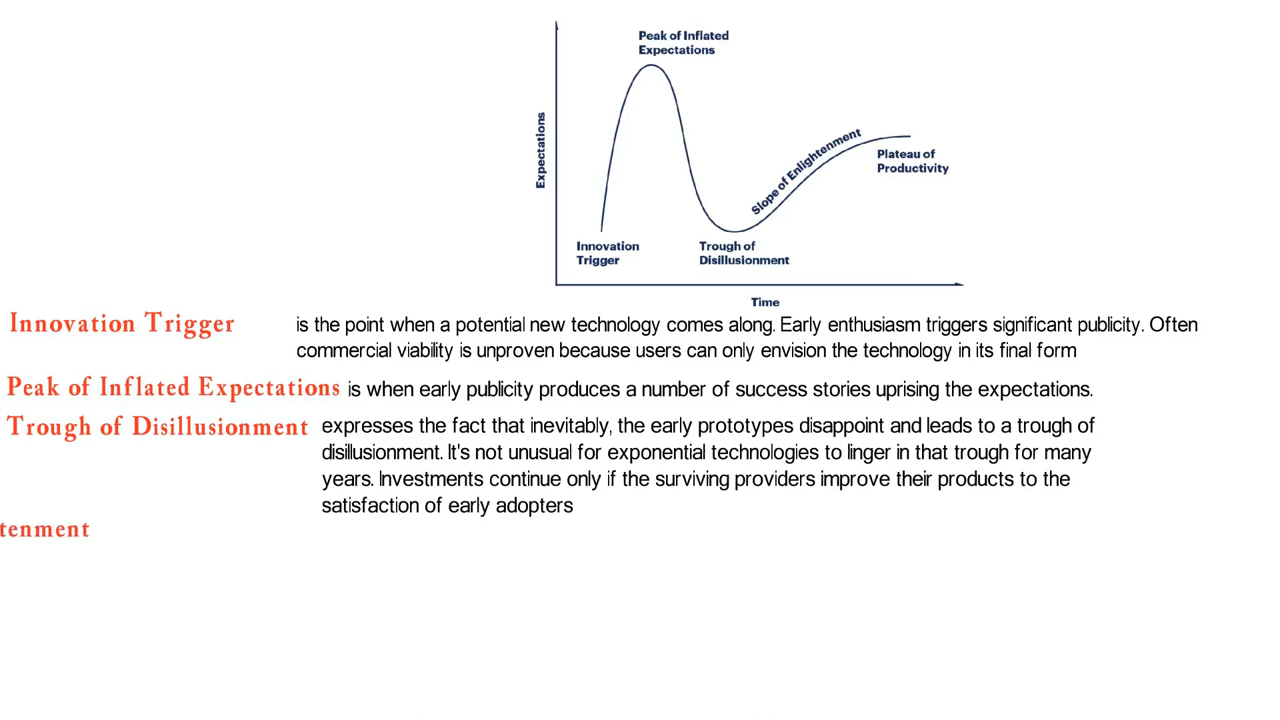 Peak of Inflated
Expectations
Expectations
Slope of Enlightenment
Plateau of
Productivity
Innovation
Trigger
Trough of
Disillusionment
Time
Innovation Trigger is the point when a potential new technology comes along. Early enthusiasm triggers significant publicity. Often
commercial viability is unproven because users can only envision the technology in its final form
Peak of Inflated Expectations is when early publicity produces a number of success stories uprising the expectations.
Trough of Disillusionment expresses the fact that inevitably, the early prototypes disappoint and leads to a trough of
disillusionment. It's not unusual for exponential technologies to linger in that trough for many
years. Investments continue only if the surviving providers improve their products to the
satisfaction of early adopters
tenment